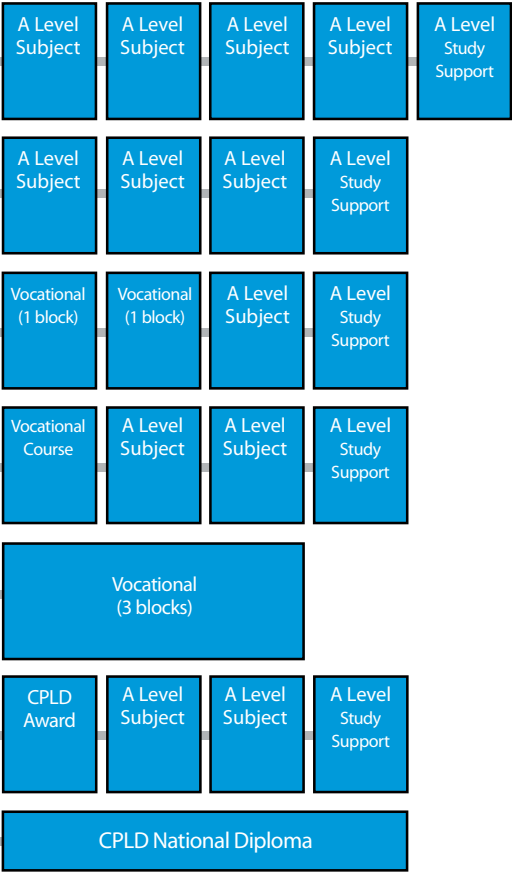 A Level
Subject
A Level
Subject
A Level
Subject
A Level
Subject
A Level
Study
Support
A Level
Subject
A Level
Subject
A Level
Subject
A Level
Study
Support
Vocational
(1 block)
Vocational
(1 block)
A Level
Subject
A Level
Study
Support
Vocational
Course
A Level
Subject
A Level
Subject
A Level
Study
Support
Vocational
(3 blocks)
CPLD
Award
A Level
Subject
A Level
Subject
A Level
Study
Support
CPLD National Diploma